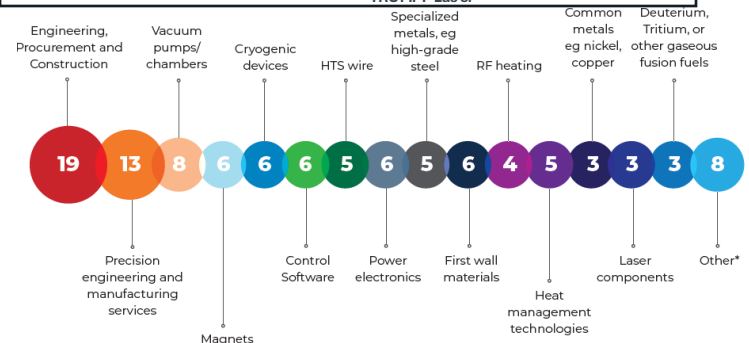 Engineering,
Procurement and
Construction
Vacuum
pumps/
chambers
Cryogenic
devices
HTS wire
Specialized
metals, eg
high-grade
steel
RF heating
Common
metals
eg nickel,
copper
Deuterium,
Tritium, or
other gaseous
fusion fuels
19 13 8 6 6 6 5 6 5 6 4 5 3 3 3 8
Precision
engineering and
manufacturing
services
Magnets
Control
Software
Power
electronics
First wall
materials
Heat
management
technologies
Laser
components
Other*